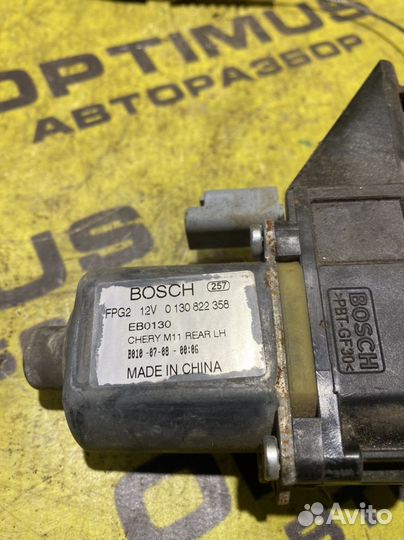 OPTIMUS
АВТОРАЗБОР
BOSCH 257
FPG2 12V 0 130 822 358
EB0130
CHERY M11 REAR LH
B010 -07-08 - 00:06
MADE IN CHINA
BOSCH
>PBT-GF30<
Avito